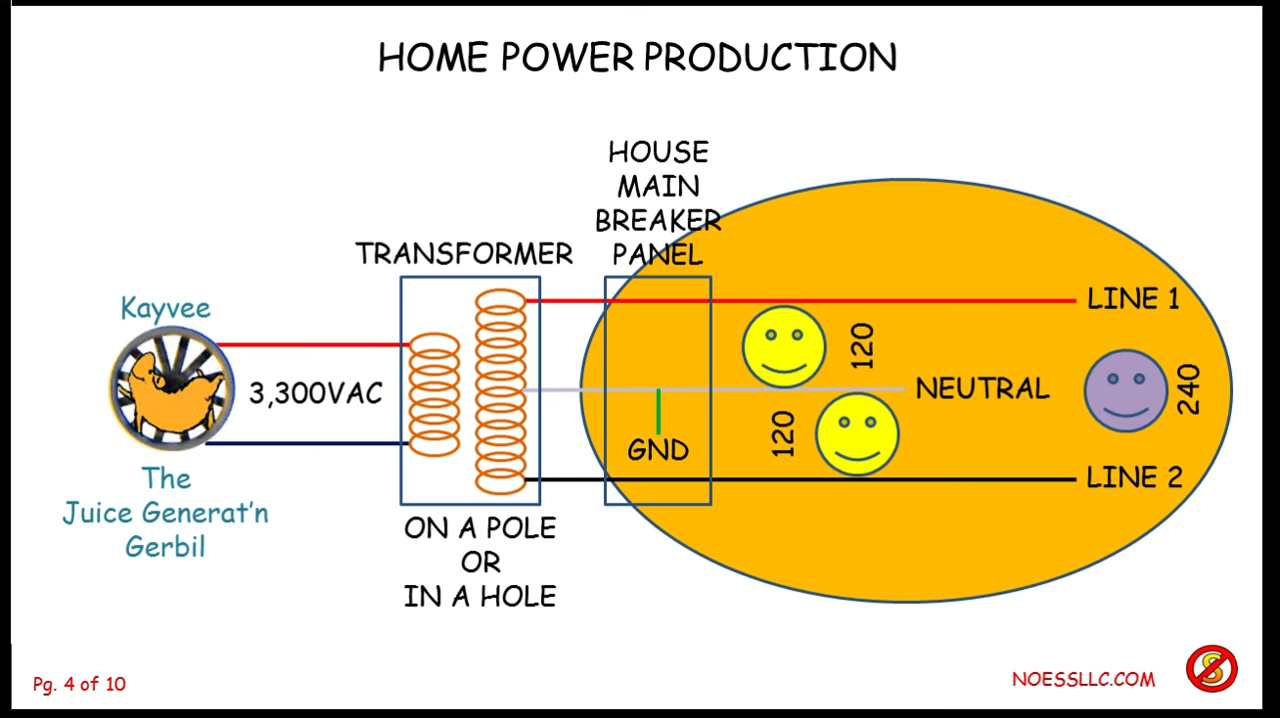 HOME POWER PRODUCTION
HOUSE
MAIN
BREAKER
PANEL
TRANSFORMER
Kayvee
LINE 1
120
3,300VAC
NEUTRAL
240
120
GND
LINE 2
The
Juice Generat'n
Gerbil
ON A POLE
OR
IN A HOLE
Pg. 4 of 10
NOESSLLC.COM
S